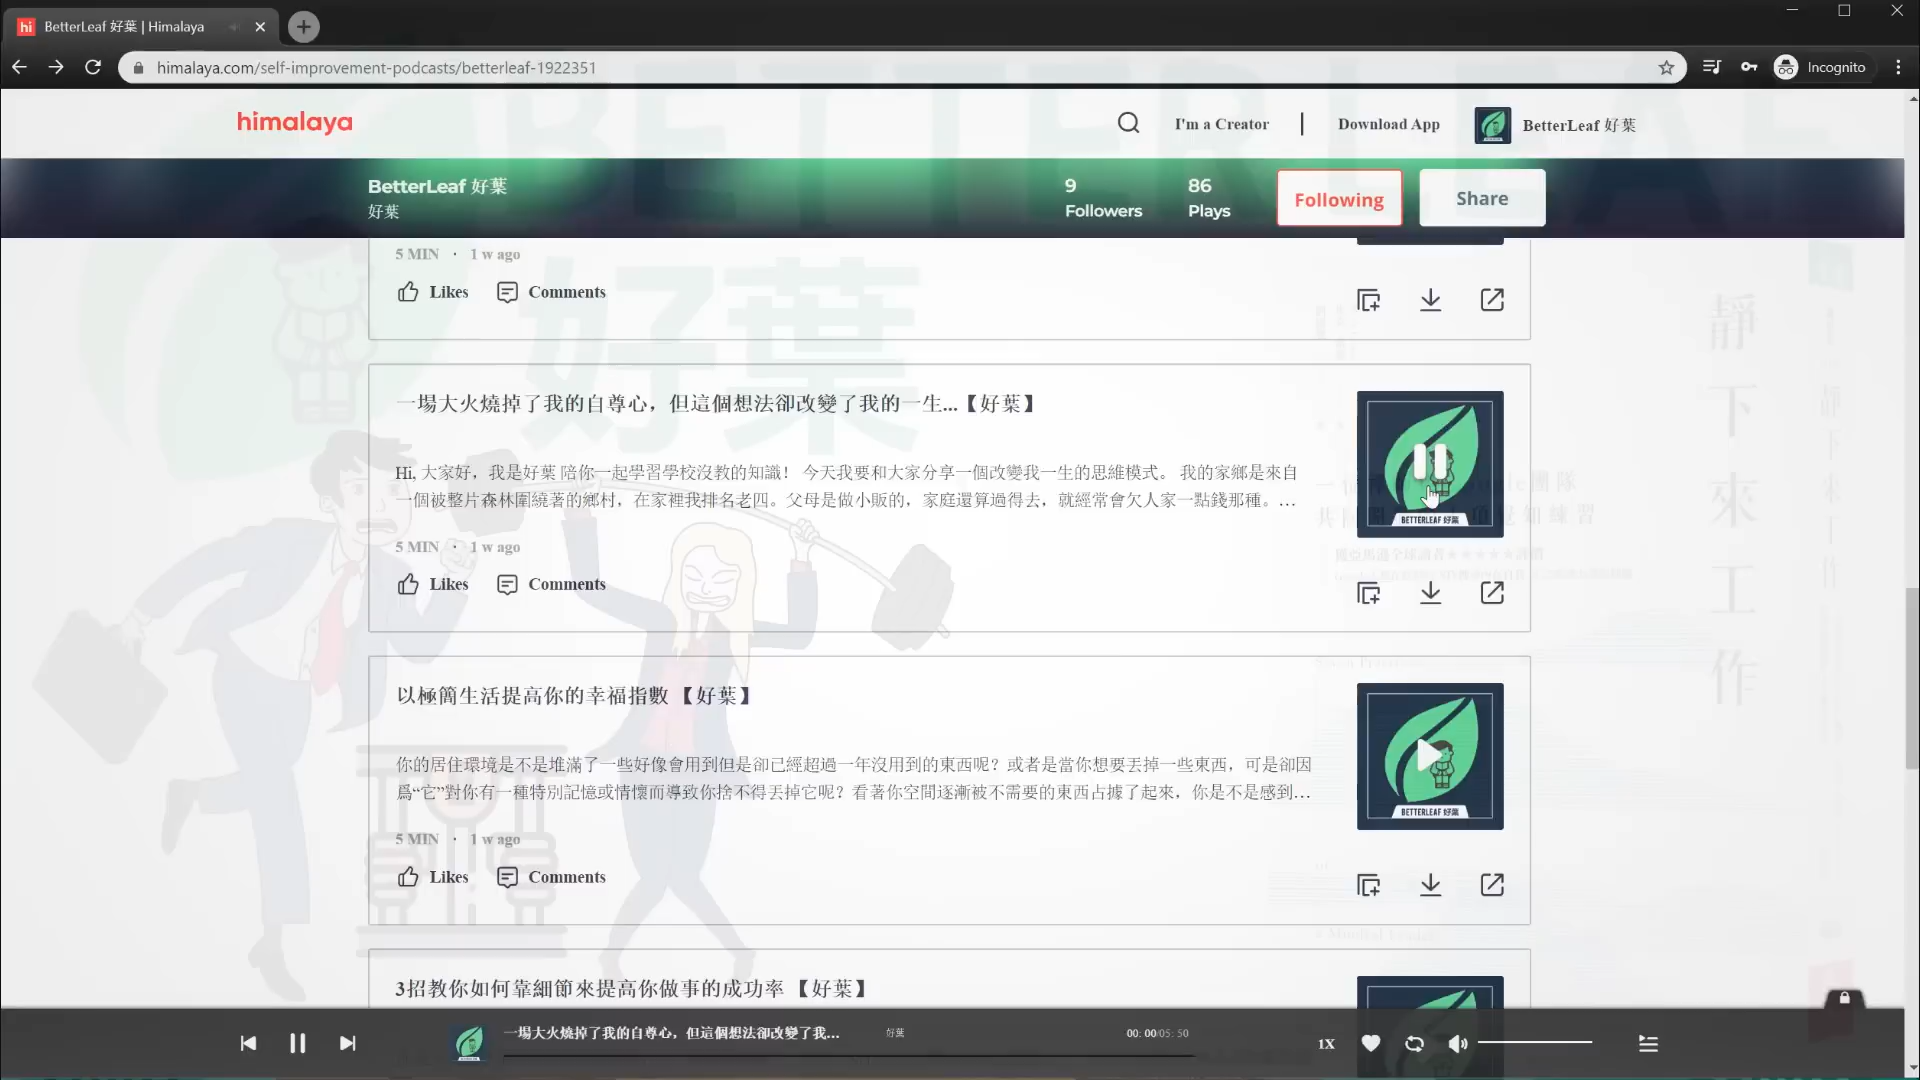 BetterLeaf 好葉 | Himalaya
himalaya.com/self-improvement-podcasts/betterleaf-1922351
Incognito
himalaya
I'm a Creator
Download App
BetterLeaf 好葉
BetterLeaf 好葉
好葉
9
Followers
86
Plays
Following
Share
5 MIN · 1 w ago
Likes
Comments
好葉
一場大火燒掉了我的自尊心，但這個想法卻改變了我的一生...【好葉】
Hi, 大家好，我是好葉 陪你一起學習學校沒教的知識！ 今天我要和大家分享一個改變我一生的思維模式。 我的家鄉是來自
一個被整片森林圍繞著的鄉村，在家裡我排名老四。父母是做小販的，家庭還算過得去，就經常會欠人家一點錢那種。…
5 MIN · 1 w ago
Likes
Comments
BETTERLEAF 好葉
靜下來工作
以極簡生活提高你的幸福指數 【好葉】
你的居住環境是不是堆滿了一些好像會用到但是卻已經超過一年沒用到的東西呢？或者是當你想要丟掉一些東西，可是卻因
爲“它”對你有一種特別記憶或情懷而導致你捨不得丟掉它呢？看著你空間逐漸被不需要的東西占據了起來，你是不是感到…
5 MIN · 1 w ago
Likes
Comments
BETTERLEAF 好葉
3招教你如何靠細節來提高你做事的成功率 【好葉】
一場大火燒掉了我的自尊心，但這個想法卻改變了我...
好葉
00: 00/05: 50
1X